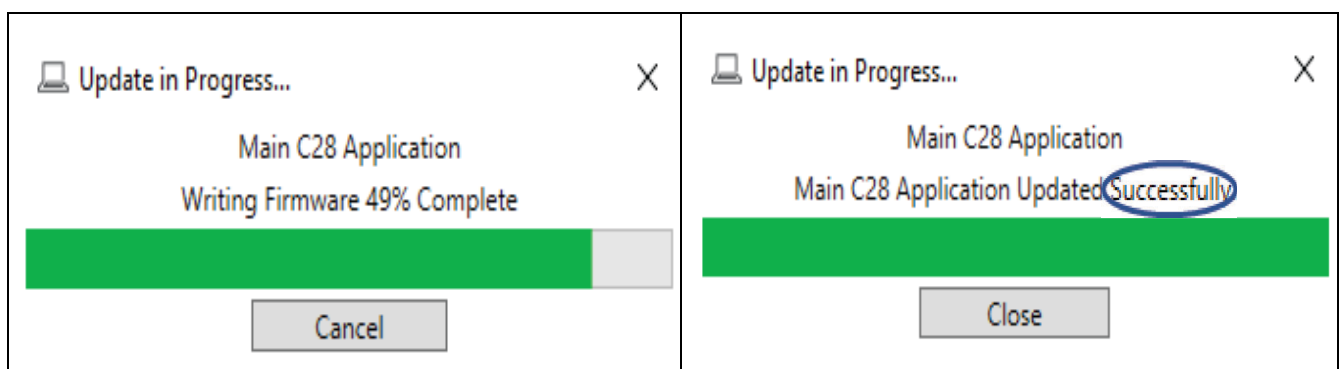 Update in Progress...
X
Main C28 Application
Writing Firmware 49% Complete
Cancel
Update in Progress...
X
Main C28 Application
Main C28 Application Updated Successfully
Close